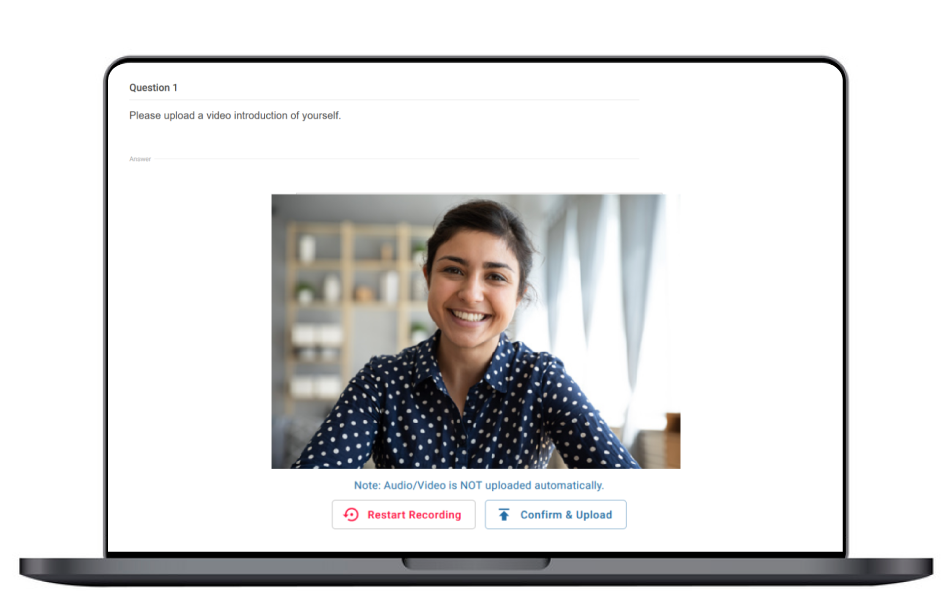 Question 1
Please upload a video introduction of yourself.
Answer
Note: Audio/Video is NOT uploaded automatically.
Restart Recording
Confirm & Upload